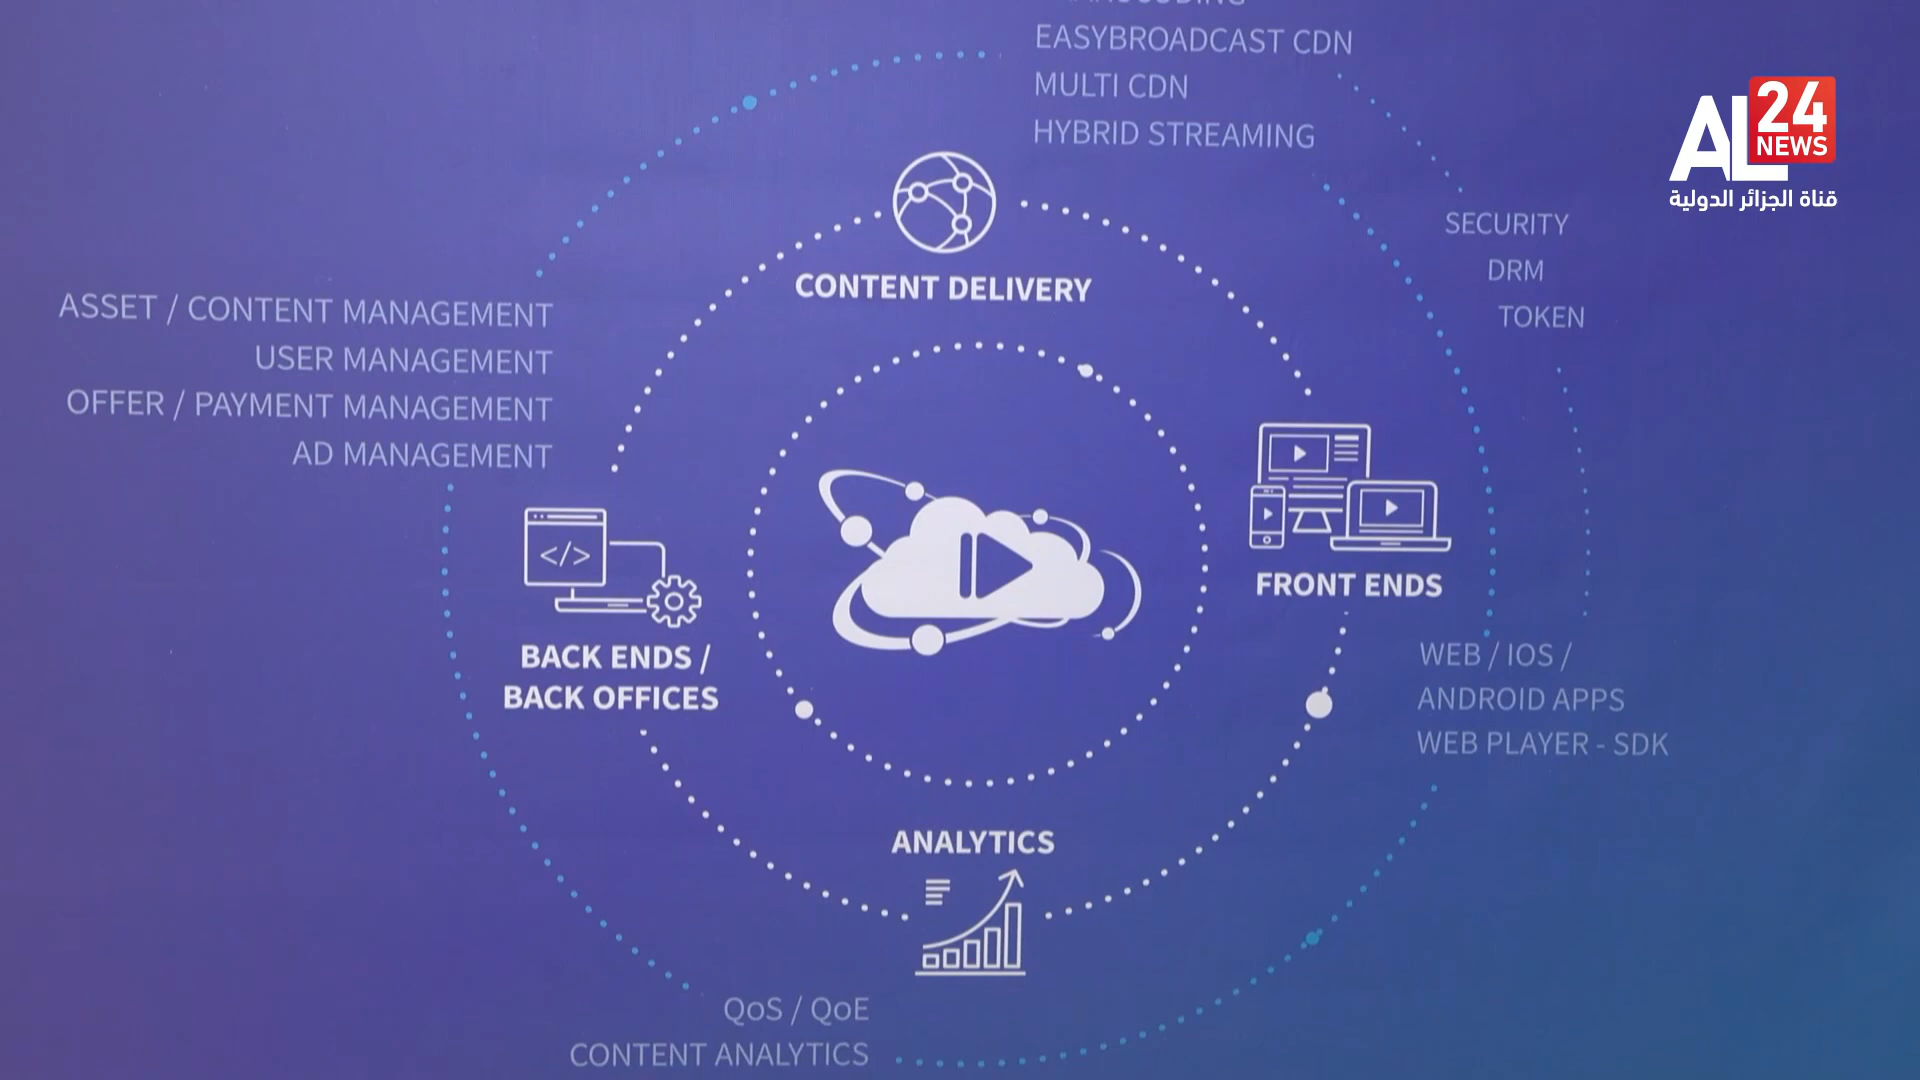 EASYBROADCAST CDN
MULTI CDN
HYBRID STREAMING
AL
24
NEWS
قناة الجزائر الدولية
SECURITY
DRM
TOKEN
CONTENT DELIVERY
ASSET / CONTENT MANAGEMENT
USER MANAGEMENT
OFFER / PAYMENT MANAGEMENT
AD MANAGEMENT
</>
FRONT ENDS
BACK ENDS /
BACK OFFICES
WEB / IOS /
ANDROID APPS
WEB PLAYER - SDK
ANALYTICS
QoS / QoE
CONTENT ANALYTICS